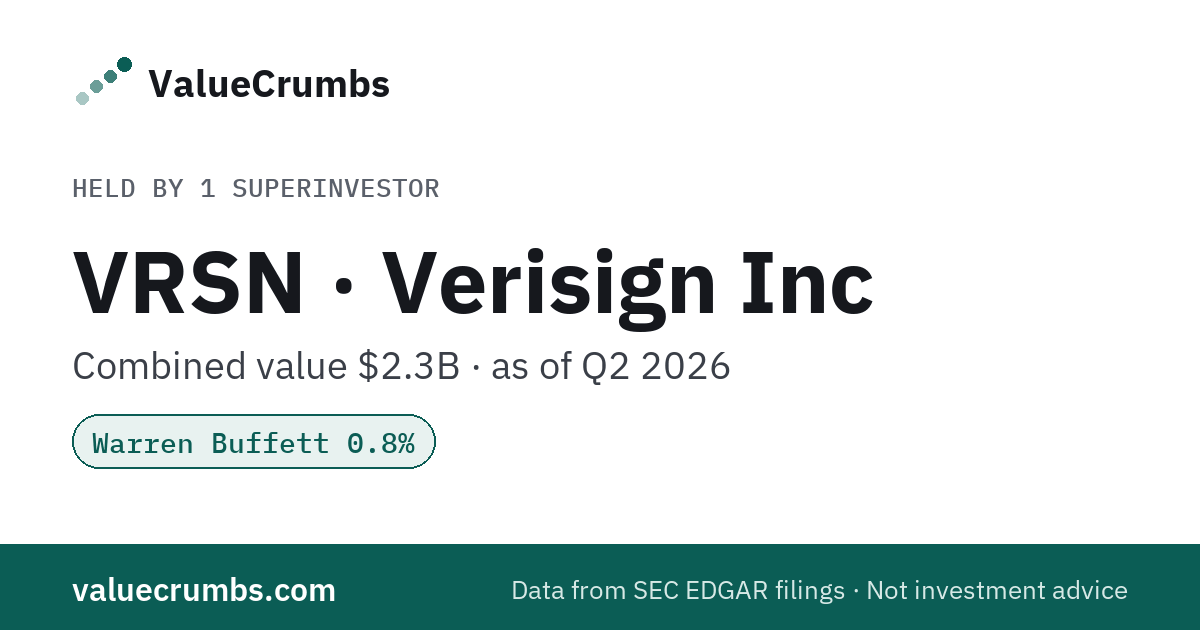 ValueCrumbs
HELD BY 1 SUPERINVESTOR
VRSN · Verisign Inc
Combined value $2.3B · as of Q2 2026
Warren Buffett 0.8%
valuecrumbs.com
Data from SEC EDGAR filings · Not investment advice